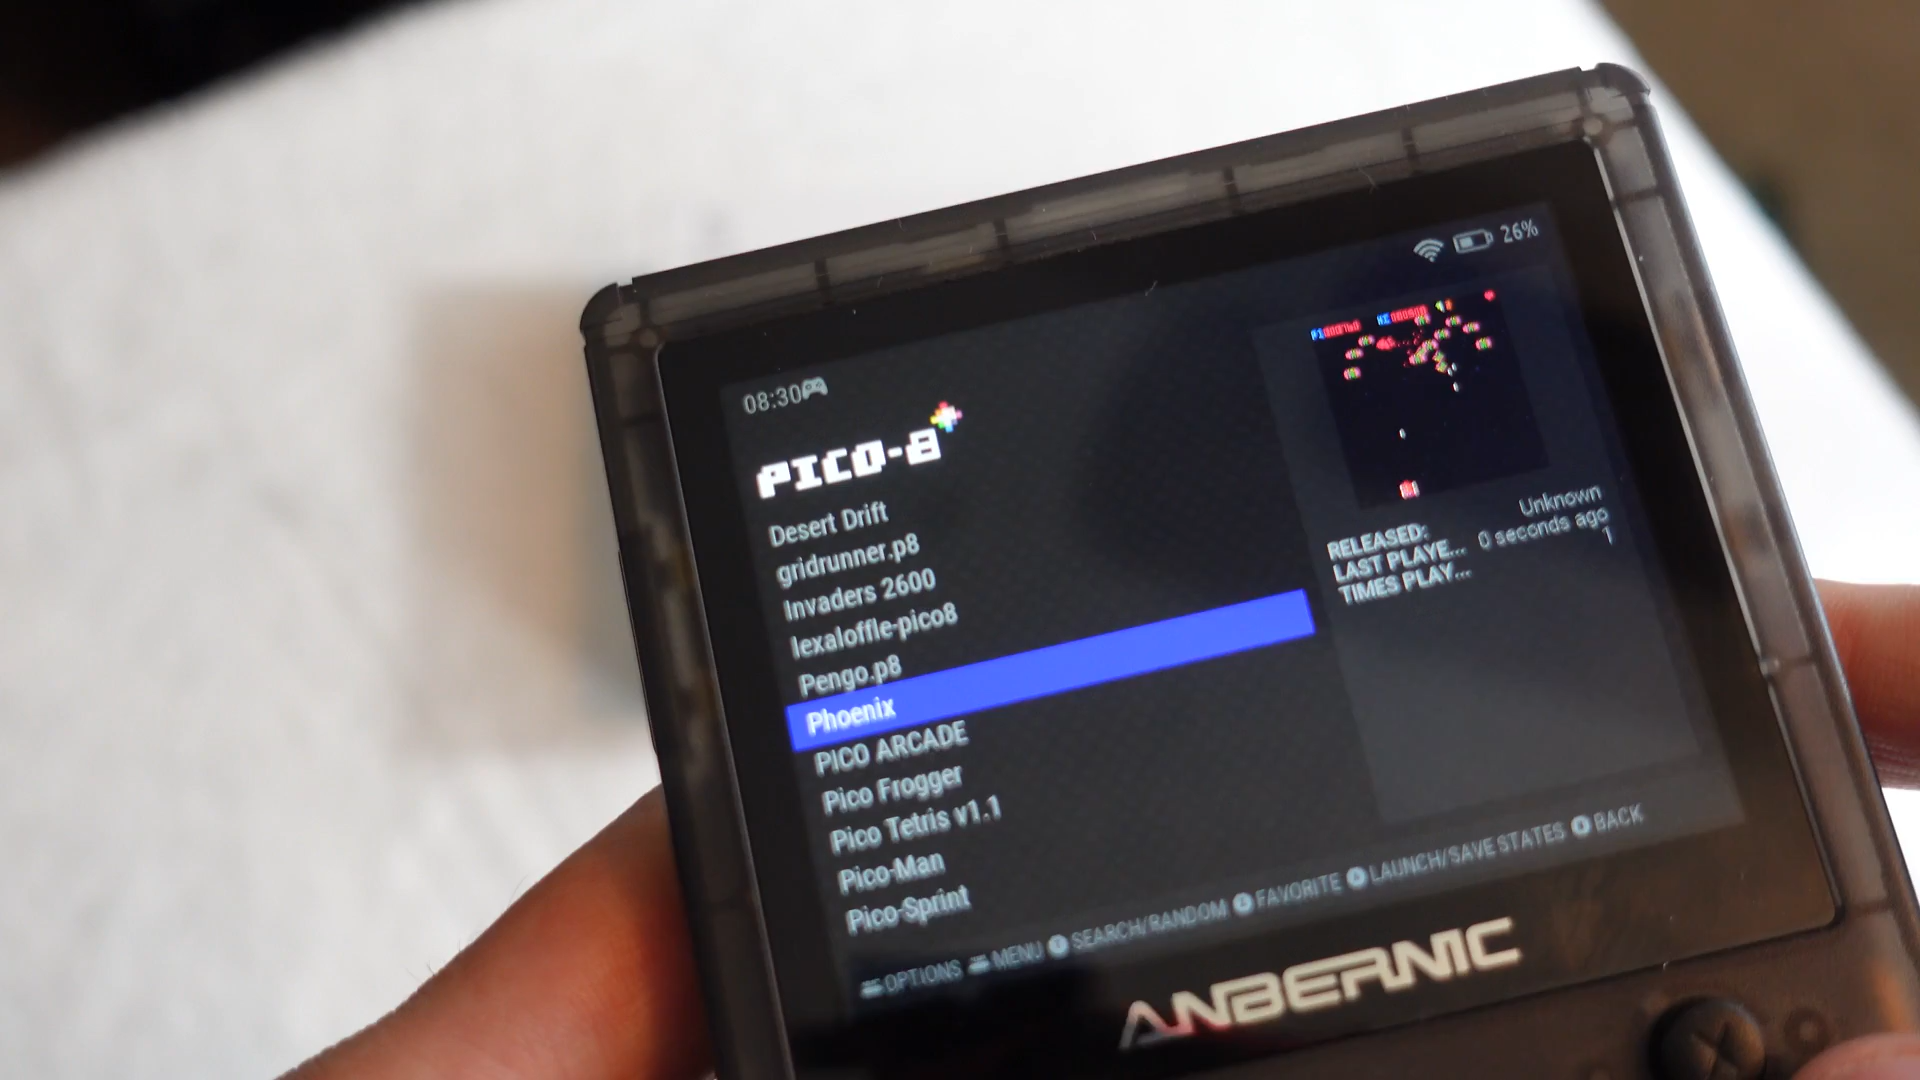 26%
08:30
PICO-8
Desert Drift
gridrunner.p8
Invaders 2600
lexaloffle-pico8
Pengo.p8
Phoenix
PICO ARCADE
Pico Frogger
Pico Tetris v1.1
Pico-Man
Pico-Sprint
RELEASED: Unknown
LAST PLAYE... 0 seconds ago
TIMES PLAY... 1
OPTIONS MENU SEARCH/RANDOM FAVORITE LAUNCH/SAVE STATES BACK
ANBERNIC
X